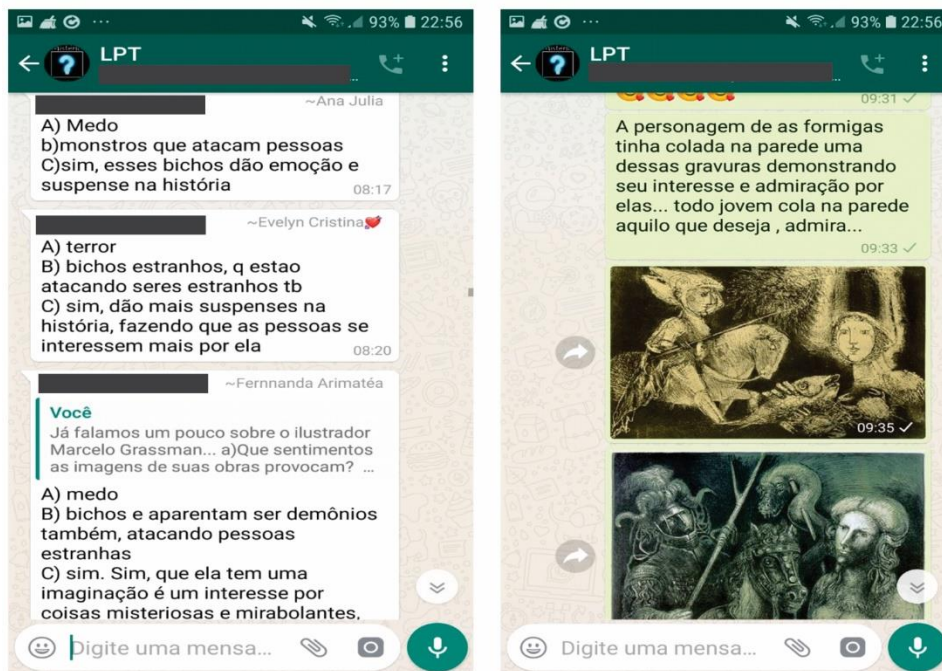 93% 22:56
LPT
~Ana Julia
A) Medo
b)monstros que atacam pessoas
C)sim, esses bichos dão emoção e
suspense na história
08:17
~Evelyn Cristina
A) terror
B) bichos estranhos, q estao
atacando seres estranhos tb
C) sim, dão mais suspenses na
história, fazendo que as pessoas se
interessem mais por ela
08:20
~Fernnanda Arimatéa
Você
Já falamos um pouco sobre o ilustrador
Marcelo Grassman... a)Que sentimentos
as imagens de suas obras provocam? ...
A) medo
B) bichos e aparentam ser demônios
também, atacando pessoas
estranhas
C) sim. Sim, que ela tem uma
imaginação é um interesse por
coisas misteriosas e mirabolantes,
Digite uma mensa...
93% 22:56
LPT
...
09:31
A personagem de as formigas
tinha colada na parede uma
dessas gravuras demonstrando
seu interesse e admiração por
elas... todo jovem cola na parede
aquilo que deseja , admira...
09:33
09:35
Digite uma mensa...